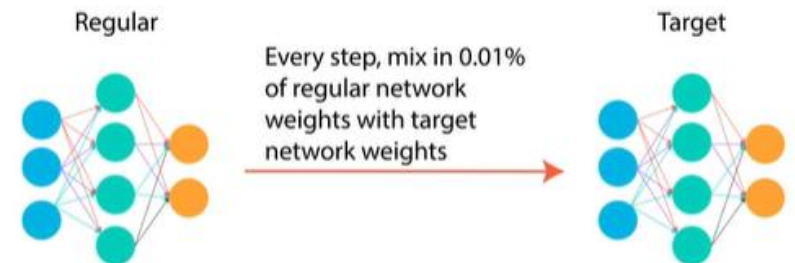 Regular
Target
Every step, mix in 0.01%
of regular network
weights with target
network weights